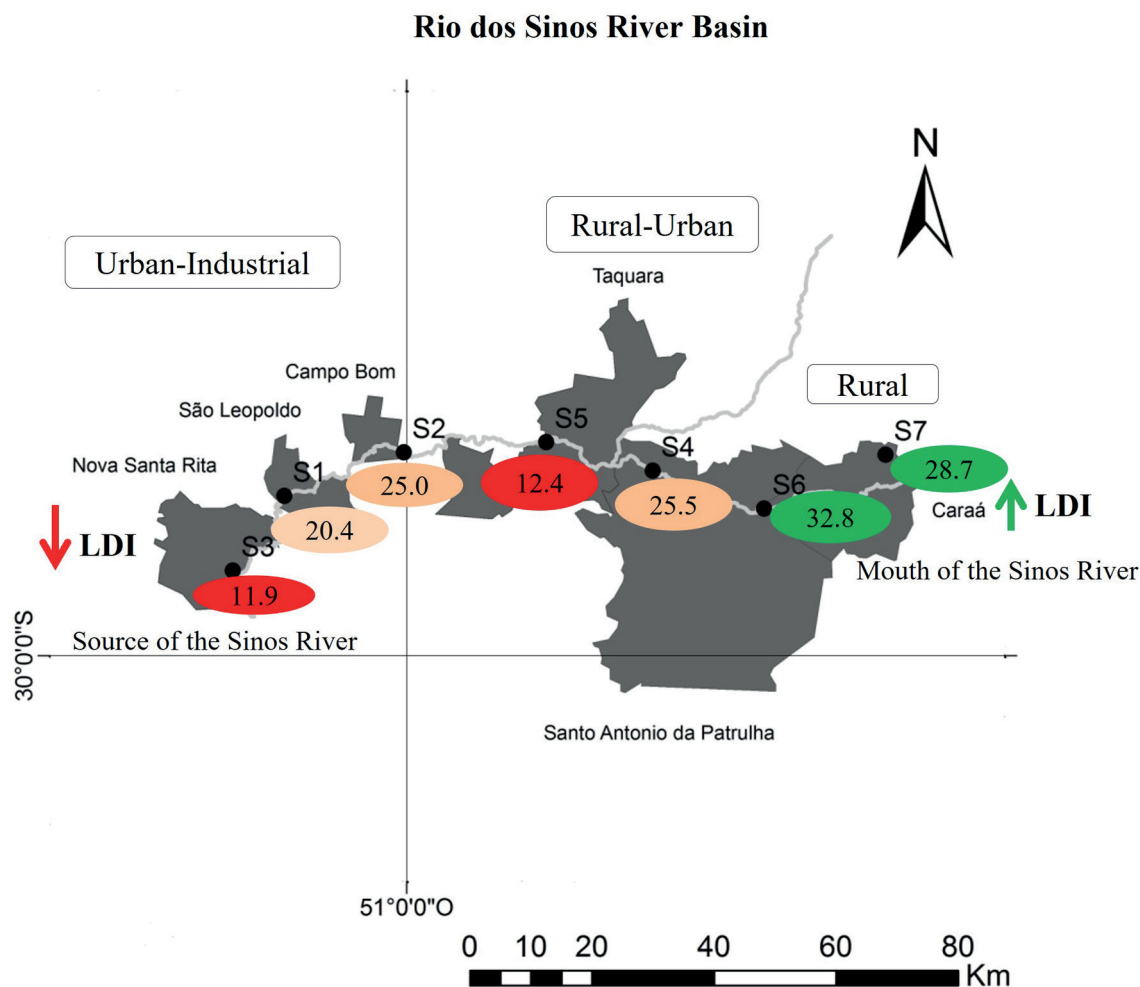 Rio dos Sinos River Basin
N
Rural-Urban
Urban-Industrial
Taquara
Campo Bom
Rural
São Leopoldo
S2
S5
S7
Nova Santa Rita
S1
S4
28.7
25.0
12.4
S6
25.5
Caraá
LDI
20.4
32.8
LDI
S3
Mouth of the Sinos River
11.9
Source of the Sinos River
30°0'0"S
Santo Antonio da Patrulha
51°0'0"O
0 10 20 40 60 80
Km